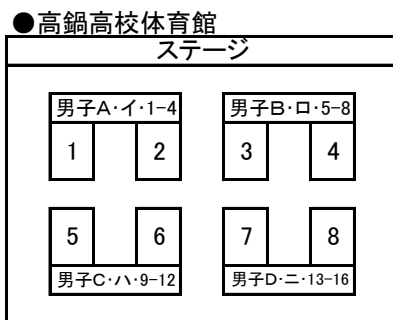 ●高鍋高校体育館
ステージ
男子A･イ･1-4 男子B･ロ･5-8
1 2 3 4
5 6 7 8
男子C･ハ･9-12 男子D･ニ･13-16